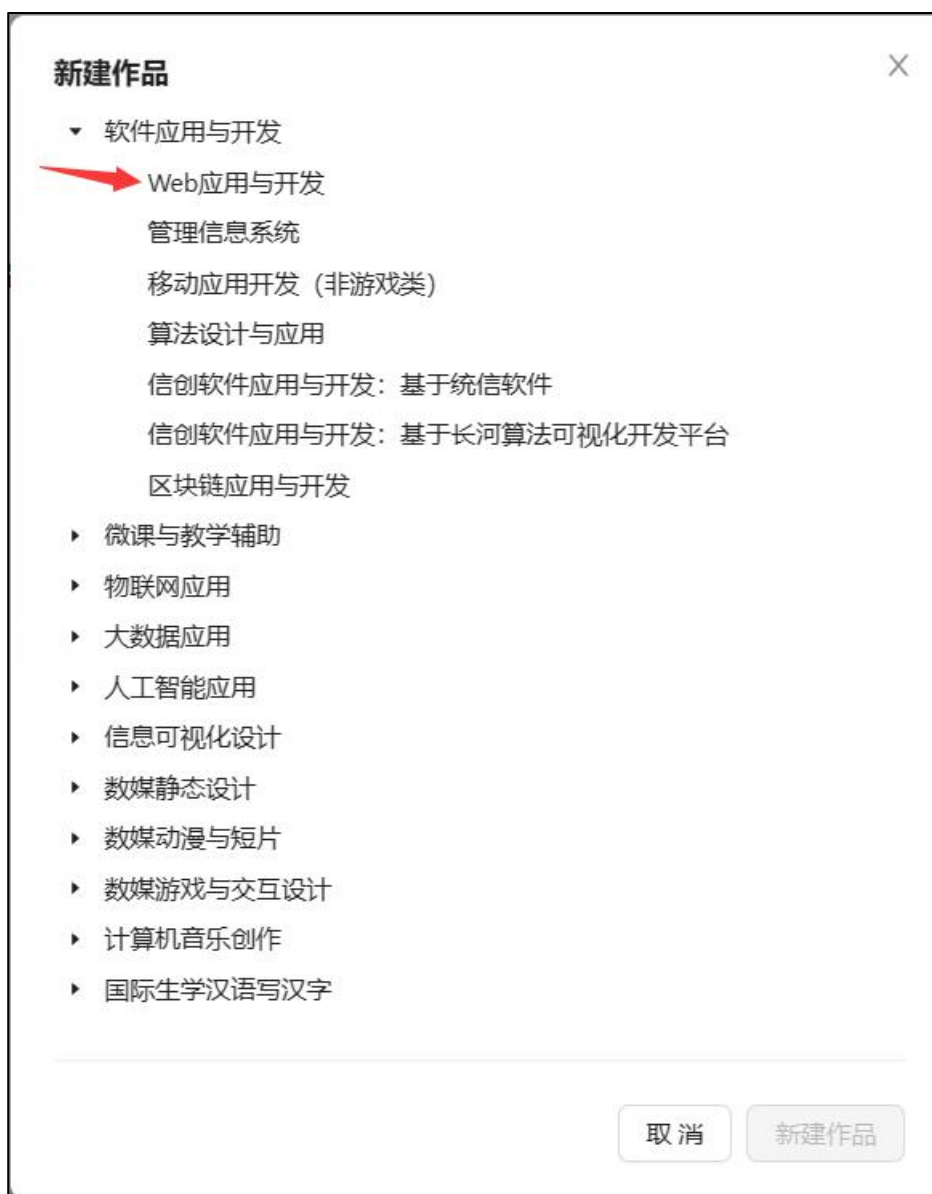 新建作品
软件应用与开发
Web应用与开发
管理信息系统
移动应用开发（非游戏类）
算法设计与应用
信创软件应用与开发：基于统信软件
信创软件应用与开发：基于长河算法可视化开发平台
区块链应用与开发
微课与教学辅助
物联网应用
大数据应用
人工智能应用
信息可视化设计
数媒静态设计
数媒动漫与短片
数媒游戏与交互设计
计算机音乐创作
国际生学汉语写汉字
取 消
新建作品